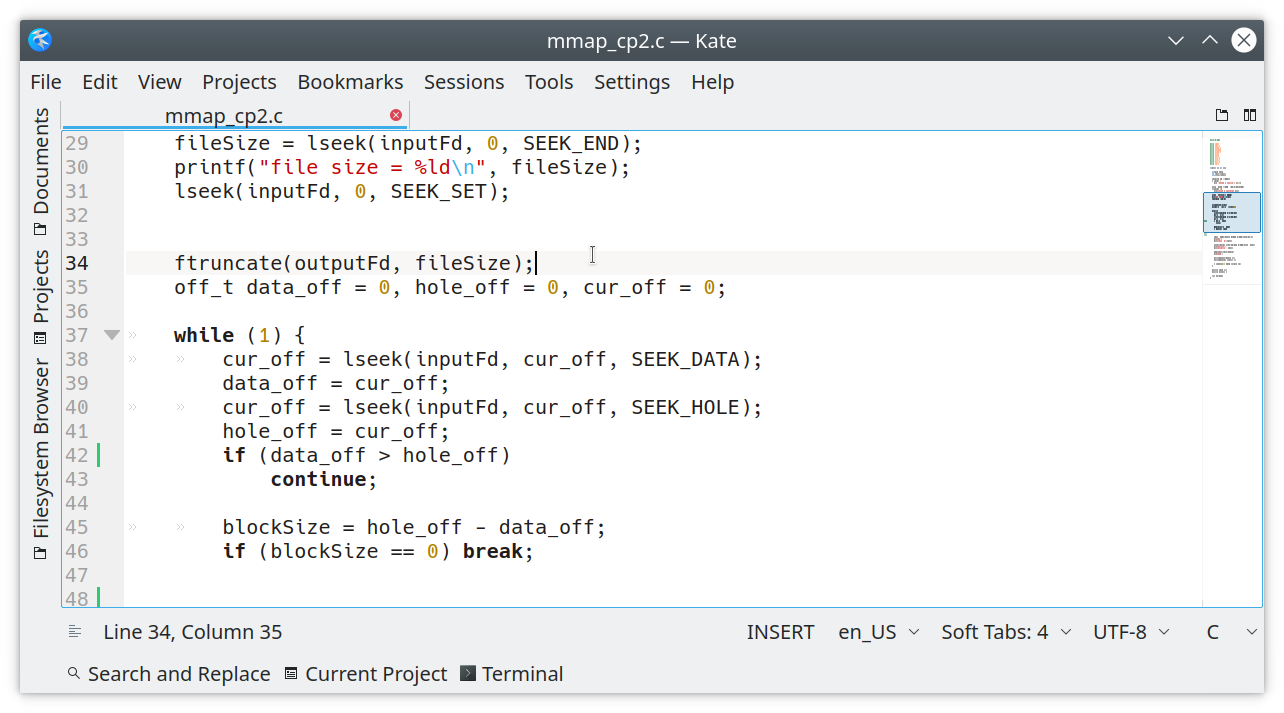 mmap_cp2.c — Kate
File Edit View Projects Bookmarks Sessions Tools Settings Help
mmap_cp2.c
Documents
Projects
Filesystem Browser
29 fileSize = lseek(inputFd, 0, SEEK_END);
30 printf("file size = %ld\n", fileSize);
31 lseek(inputFd, 0, SEEK_SET);
32
33
34 ftruncate(outputFd, fileSize);
35 off_t data_off = 0, hole_off = 0, cur_off = 0;
36
37 while (1) {
38 cur_off = lseek(inputFd, cur_off, SEEK_DATA);
39 data_off = cur_off;
40 cur_off = lseek(inputFd, cur_off, SEEK_HOLE);
41 hole_off = cur_off;
42 if (data_off > hole_off)
43 continue;
44
45 blockSize = hole_off - data_off;
46 if (blockSize == 0) break;
47
48
Line 34, Column 35 INSERT en_US Soft Tabs: 4 UTF-8 C
Search and Replace Current Project Terminal